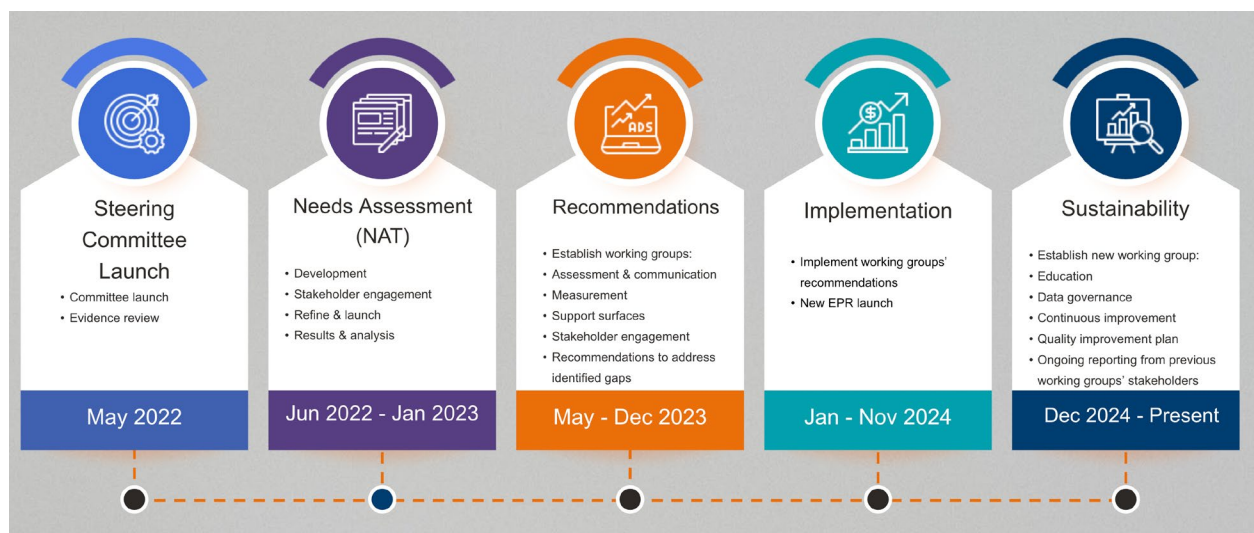 ADS
$
Steering
Committee
Launch
• Committee launch
• Evidence review
May 2022
Needs Assessment
(NAT)
• Development
• Stakeholder engagement
• Refine & launch
• Results & analysis
Jun 2022 - Jan 2023
Recommendations
• Establish working groups:
• Assessment & communication
• Measurement
• Support surfaces
• Stakeholder engagement
• Recommendations to address
identified gaps
May - Dec 2023
Implementation
• Implement working groups’
recommendations
• New EPR launch
Jan - Nov 2024
Sustainability
• Establish new working group:
• Education
• Data governance
• Continuous improvement
• Quality improvement plan
• Ongoing reporting from previous
working groups’ stakeholders
Dec 2024 - Present